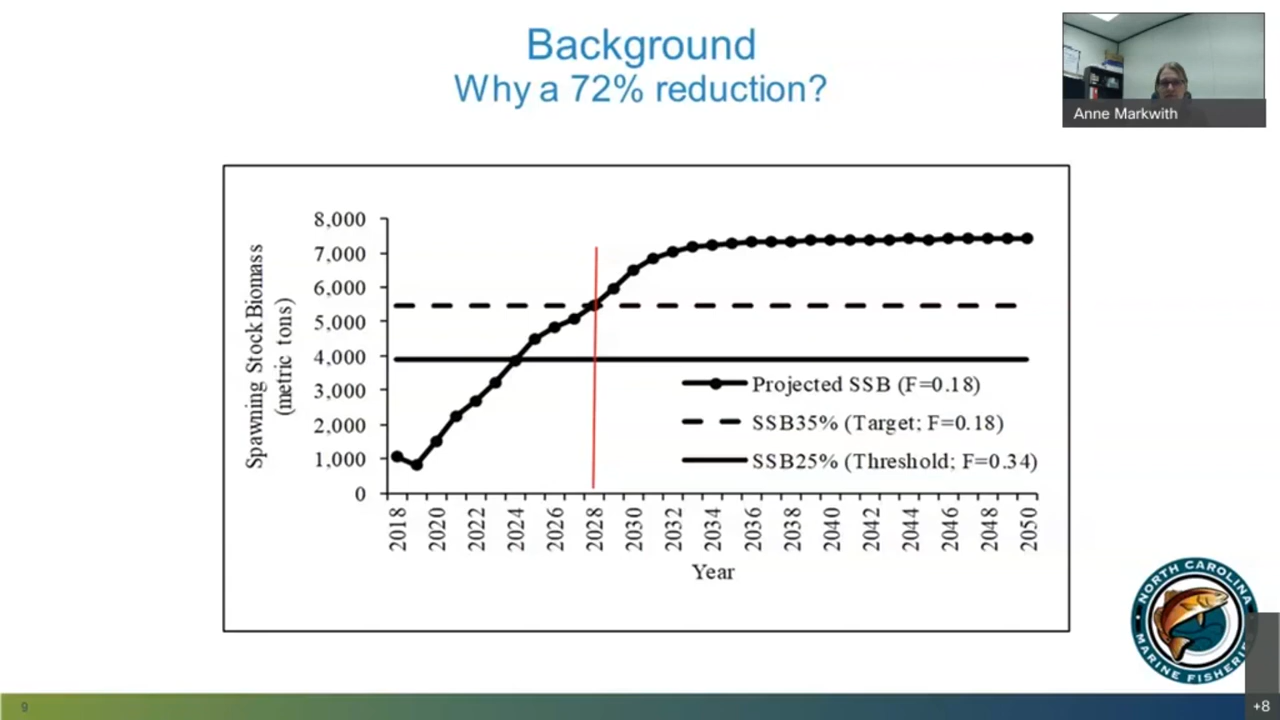 Background
Why a 72% reduction?
Anne Markwith
Spawning Stock Biomass
(metric tons)
8,000
7,000
6,000
5,000
4,000
3,000
2,000
1,000
0
Projected SSB (F=0.18)
SSB35% (Target; F=0.18)
SSB25% (Threshold; F=0.34)
2018 2020 2022 2024 2026 2028 2030 2032 2034 2036 2038 2040 2042 2044 2046 2048 2050
Year
NORTH CAROLINA
MARINE FISHERIE
9
+8